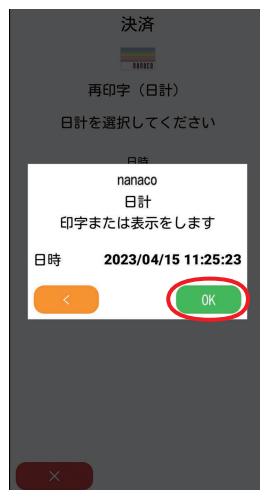 決済
nanaco
再印字（日計）
日計を選択してください
日時
nanaco
日計
印字または表示をします
日時 2023/04/15 11:25:23
< OK
×